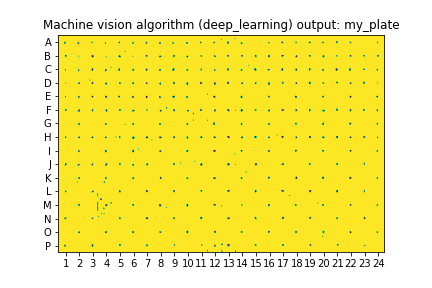 Machine vision algorithm (deep_learning) output: my_plate
A
B
C
D
E
F
G
H
I
J
K
L
M
N
O
P
1 2 3 4 5 6 7 8 9 10 11 12 13 14 15 16 17 18 19 20 21 22 23 24